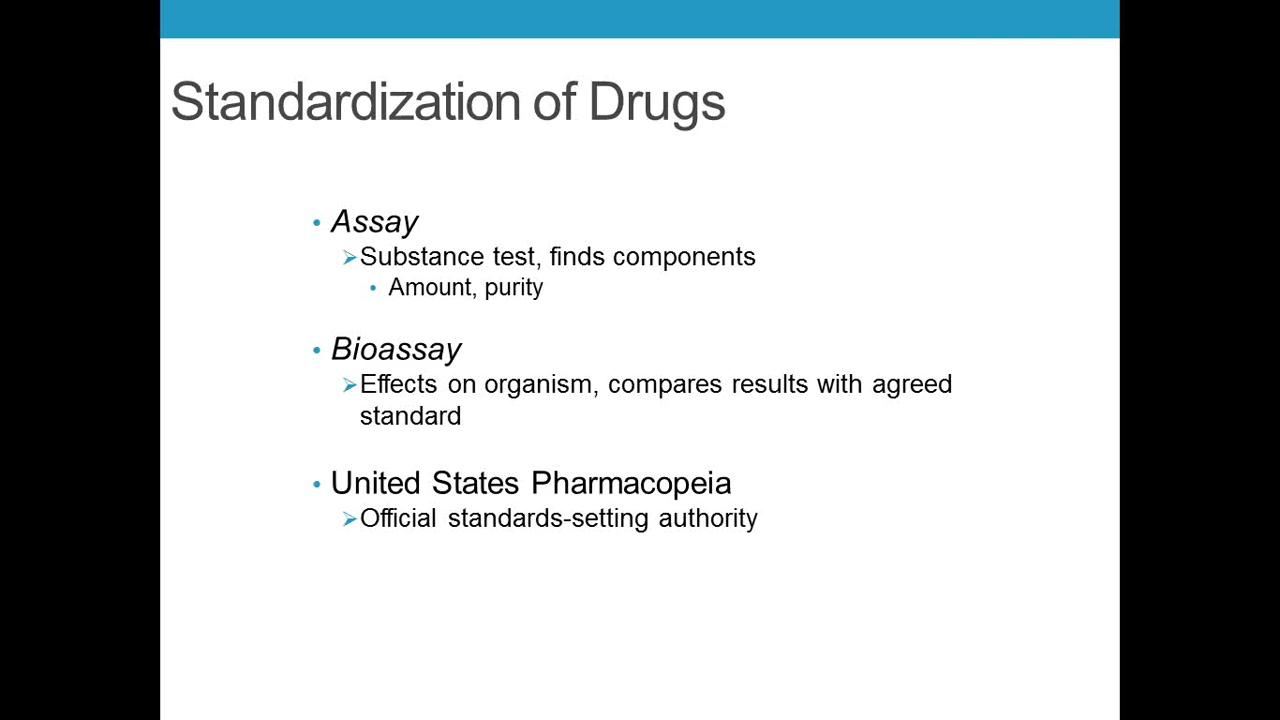 Standardization of Drugs
• Assay
➢Substance test, finds components
• Amount, purity
• Bioassay
➢Effects on organism, compares results with agreed
standard
• United States Pharmacopeia
➢Official standards-setting authority